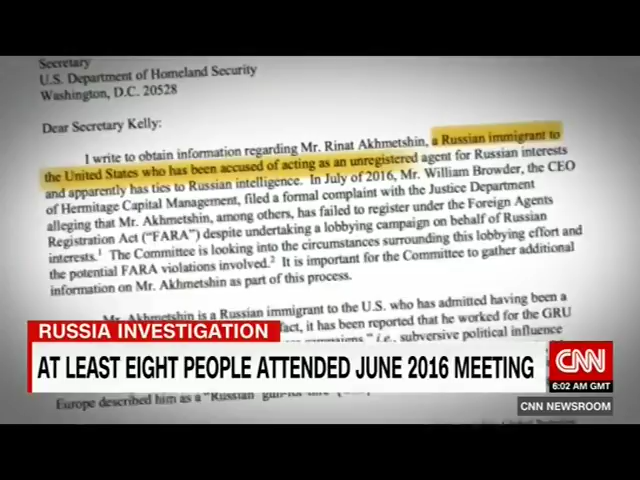 Secretary
U.S. Department of Homeland Security
Washington, D.C. 20528
Dear Secretary Kelly:
I write to obtain information regarding Mr. Rinat Akhmetshin, a Russian immigrant to
the United States who has been accused of acting as an unregistered agent for Russian interests
and apparently has ties to Russian intelligence. In July of 2016, Mr. William Browder, the CEO
of Hermitage Capital Management, filed a formal complaint with the Justice Department
alleging that Mr. Akhmetshin, among others, has failed to register under the Foreign Agents
Registration Act ("FARA") despite undertaking a lobbying campaign on behalf of Russian
interests.1 The Committee is looking into the circumstances surrounding this lobbying effort and
the potential FARA violations involved.2 It is important for the Committee to gather additional
information on Mr. Akhmetshin as part of this process.
Mr. Akhmetshin is a Russian immigrant to the U.S. who has admitted having been a
fact, it has been reported that he worked for the GRU
i.e., subversive political influence
Europe described him as a "Russian
RUSSIA INVESTIGATION
AT LEAST EIGHT PEOPLE ATTENDED JUNE 2016 MEETING
CNN
6:02 AM GMT
CNN NEWSROOM